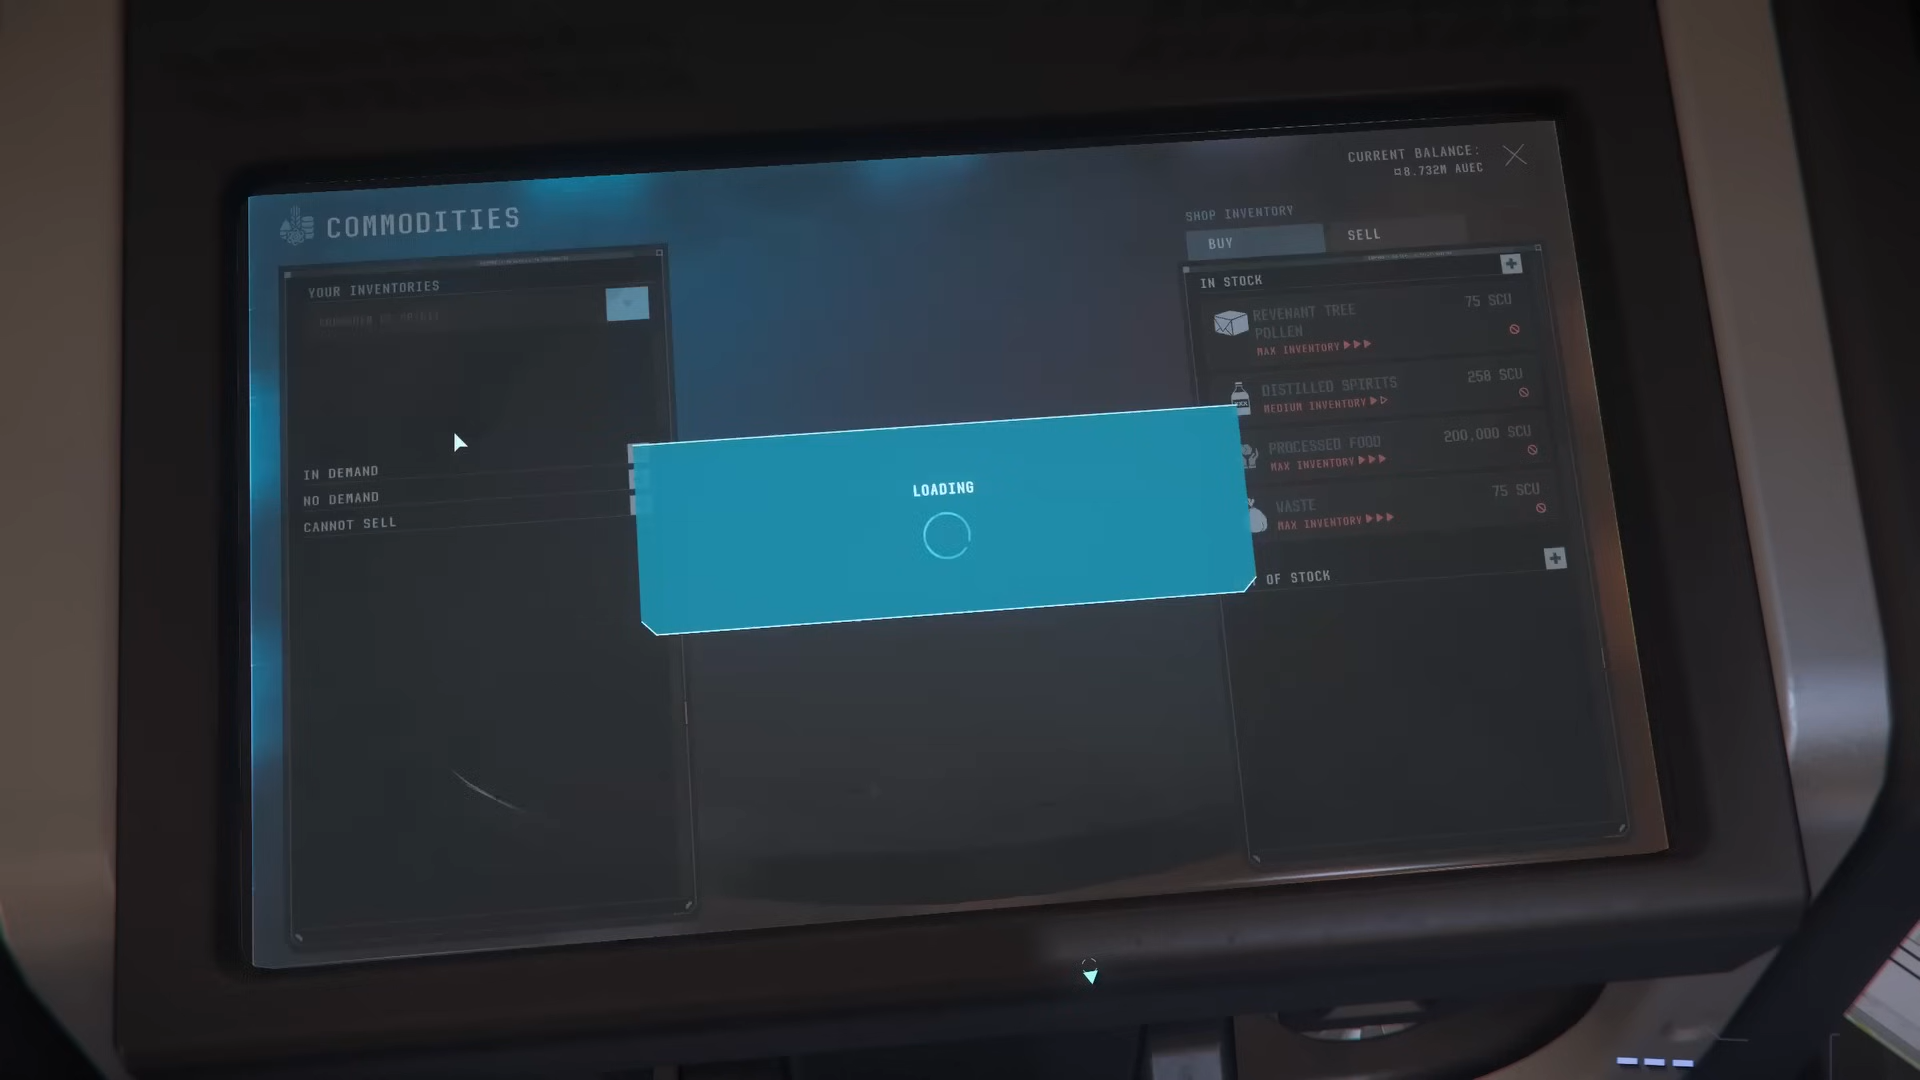 CURRENT BALANCE:
¤8.732M AUEC
COMMODITIES
SHOP INVENTORY
BUY
SELL
YOUR INVENTORIES
IN STOCK
REVENANT TREE
POLLEN
75 SCU
MAX INVENTORY
DISTILLED SPIRITS
258 SCU
MEDIUM INVENTORY
PROCESSED FOOD
200,000 SCU
MAX INVENTORY
WASTE
75 SCU
MAX INVENTORY
OF STOCK
IN DEMAND
NO DEMAND
CANNOT SELL
LOADING